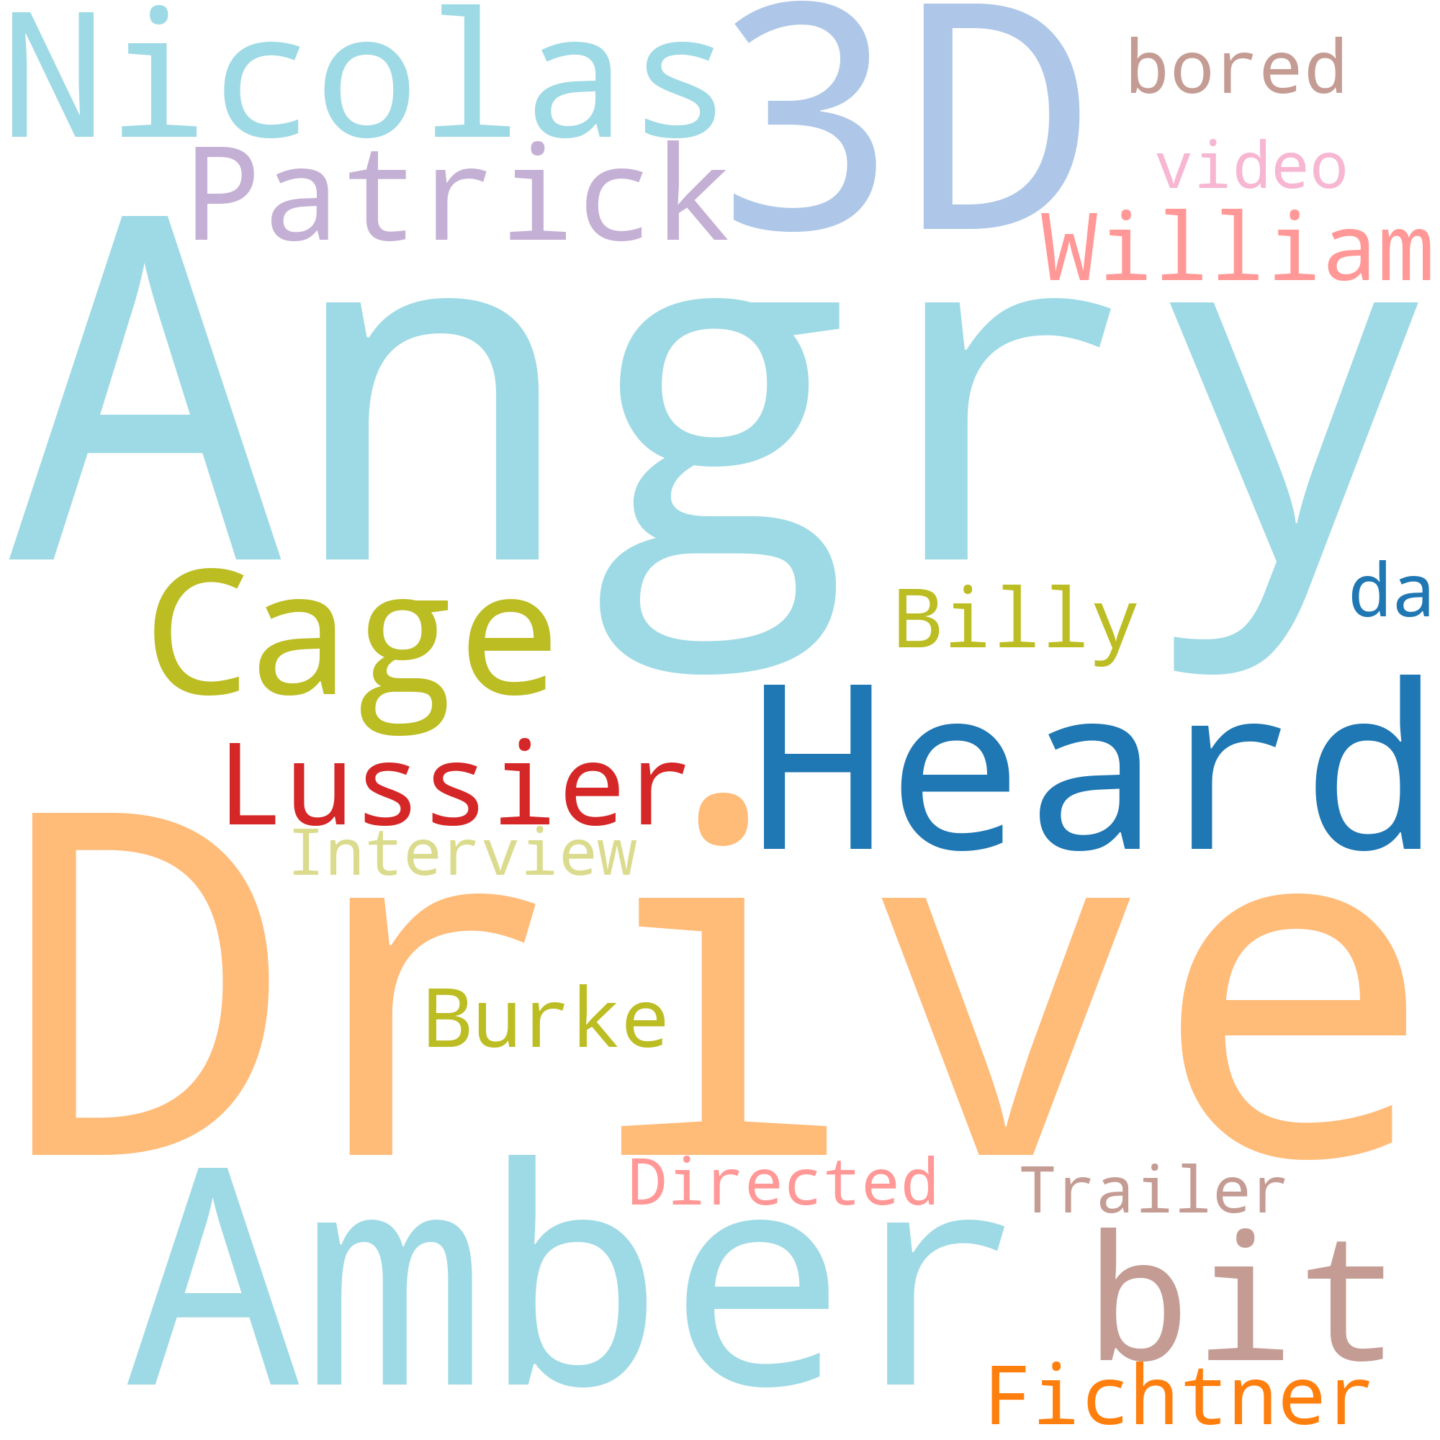 Nicolas
3D
bored
Patrick
video
William
Angry
Cage
Billy
da
Lussier
Heard
Interview
Drive
Burke
Amber
Directed
Trailer
bit
Fichtner